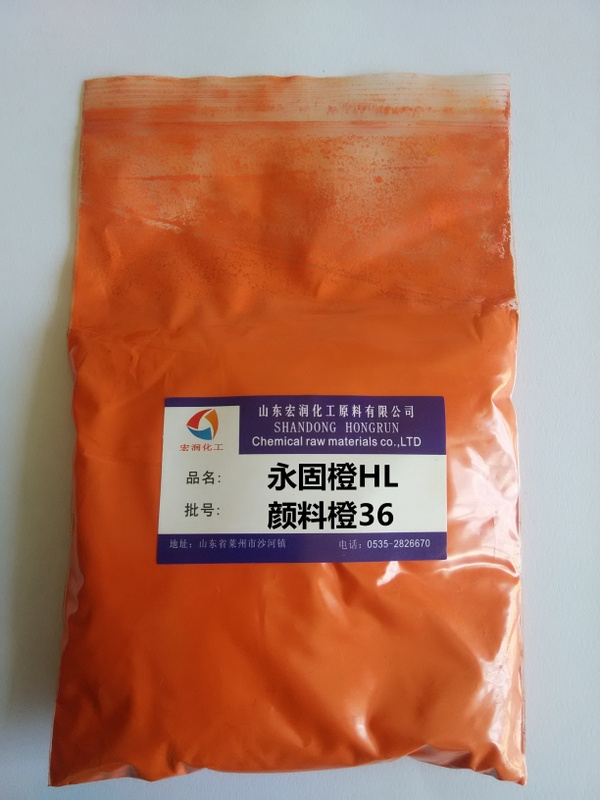 山东宏润化工原料有限公司
SHANDONG HONGRUN
Chemical raw materials co.,LTD
宏润化工
品名: 永固橙HL
批号: 颜料橙36
地址: 山东省莱州市沙河镇 电话: 0535-2826670